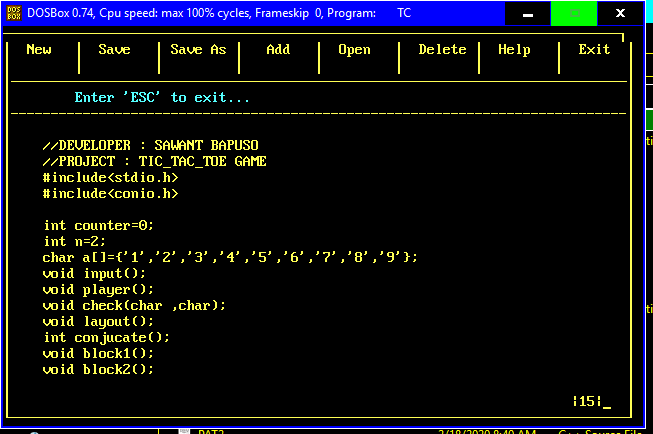 DOSBox 0.74, Cpu speed: max 100% cycles, Frameskip 0, Program: TC
New Save Save As Add Open Delete Help Exit
Enter 'ESC' to exit...
//DEVELOPER : SAWANT BAPUSO
//PROJECT : TIC_TAC_TOE GAME
#include<stdio.h>
#include<conio.h>
int counter=0;
int n=2;
char a[]={'1','2','3','4','5','6','7','8','9'};
void input();
void player();
void check(char ,char);
void layout();
int conjucate();
void block1();
void block2();
¦15¦_